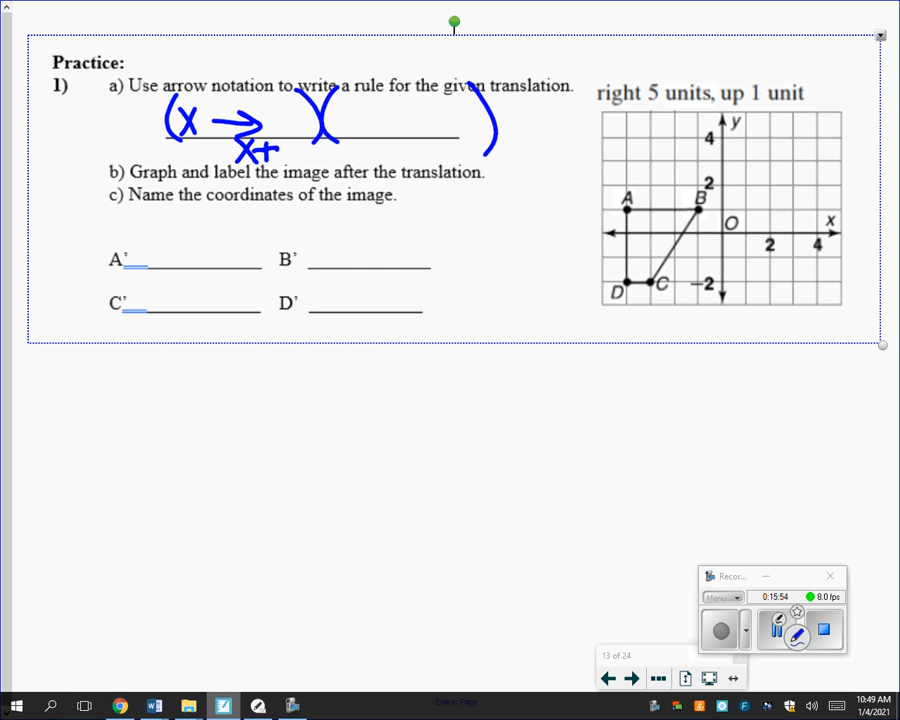 Practice:
1) a) Use arrow notation to write a rule for the given translation.
right 5 units, up 1 unit
(x → x+ )( )
b) Graph and label the image after the translation.
c) Name the coordinates of the image.
A' B'
C' D'
y
4
2
A B
O x
2 4
D C -2
Recor...
Menu 0:15:54 8.0 fps
13 of 24
Extend Page
10:49 AM
1/4/2021